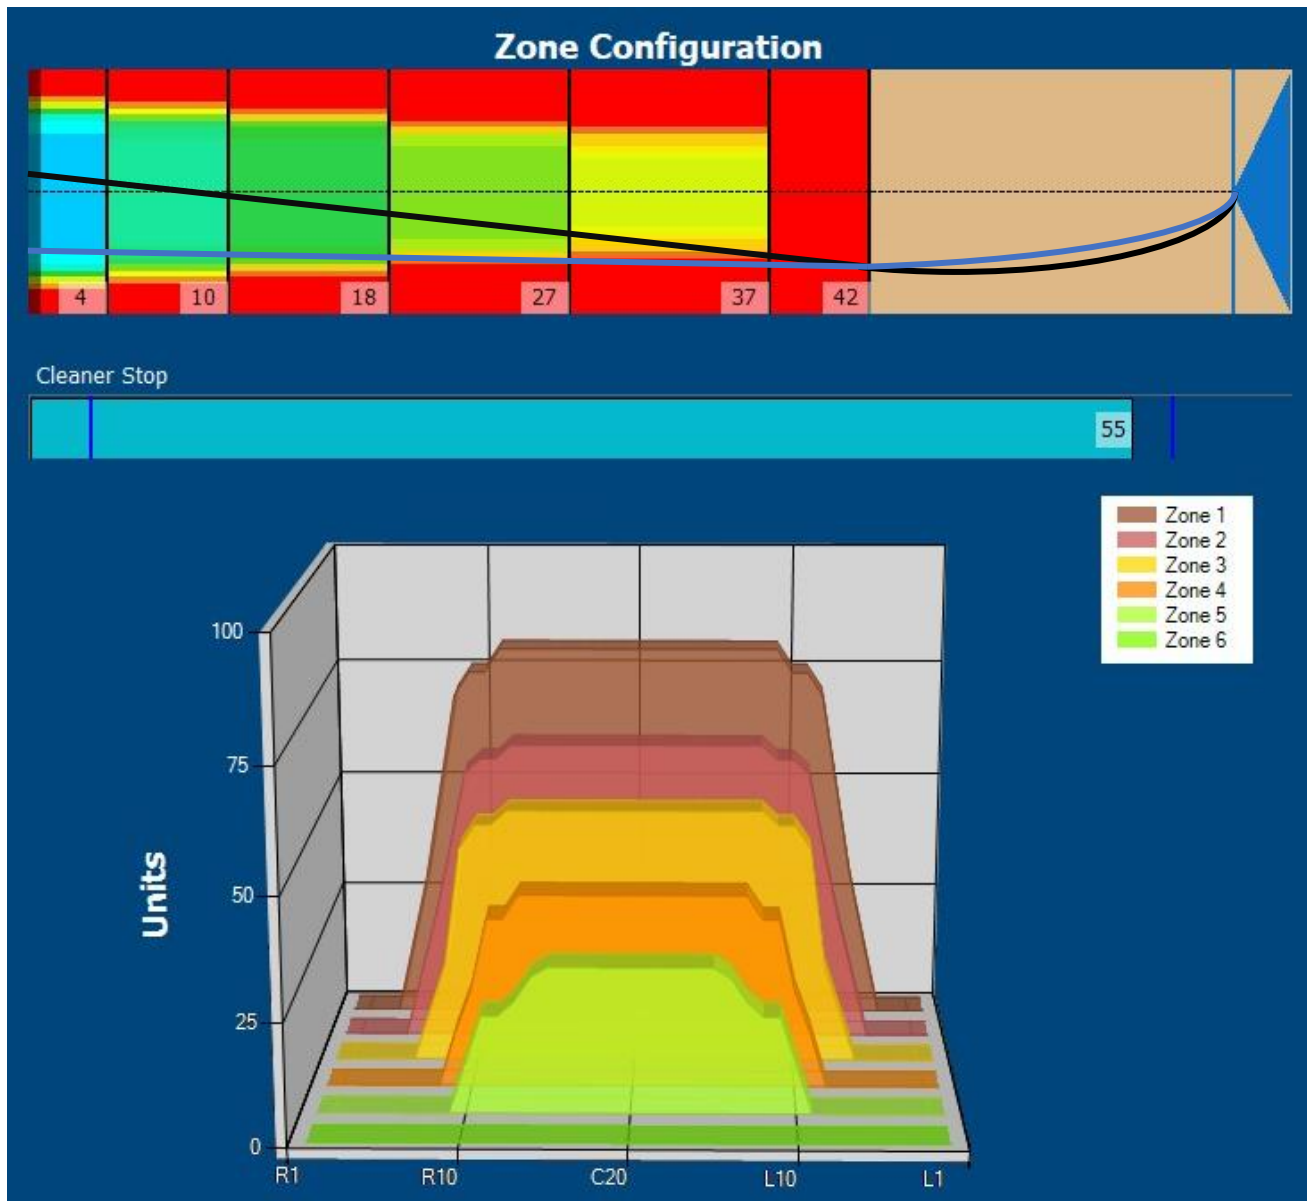 Zone Configuration
4 10 18 27 37 42
Cleaner Stop
55
Zone 1
Zone 2
Zone 3
Zone 4
Zone 5
Zone 6
100
75
50
25
0
Units
R1 R10 C20 L10 L1